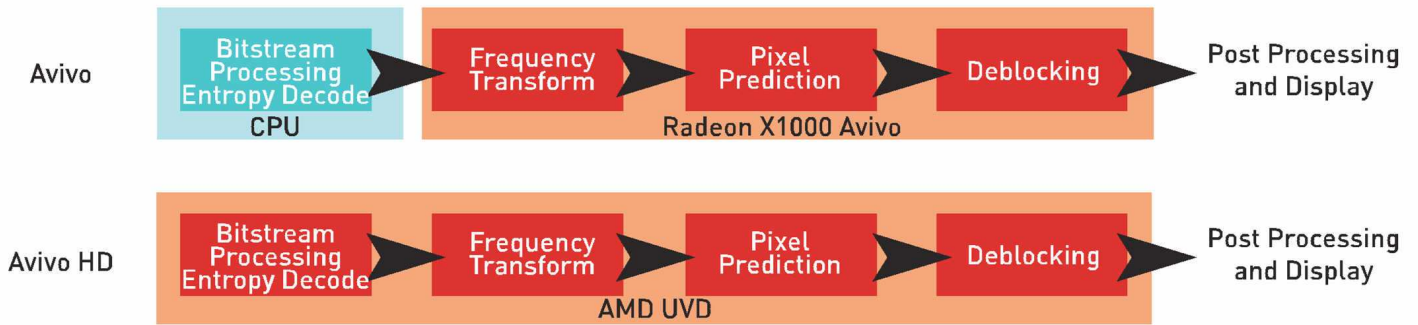 Avivo
Bitstream
Processing
Entropy Decode
CPU
Frequency
Transform
Pixel
Prediction
Deblocking
Radeon X1000 Avivo
Post Processing
and Display
Avivo HD
Bitstream
Processing
Entropy Decode
Frequency
Transform
Pixel
Prediction
Deblocking
AMD UVD
Post Processing
and Display